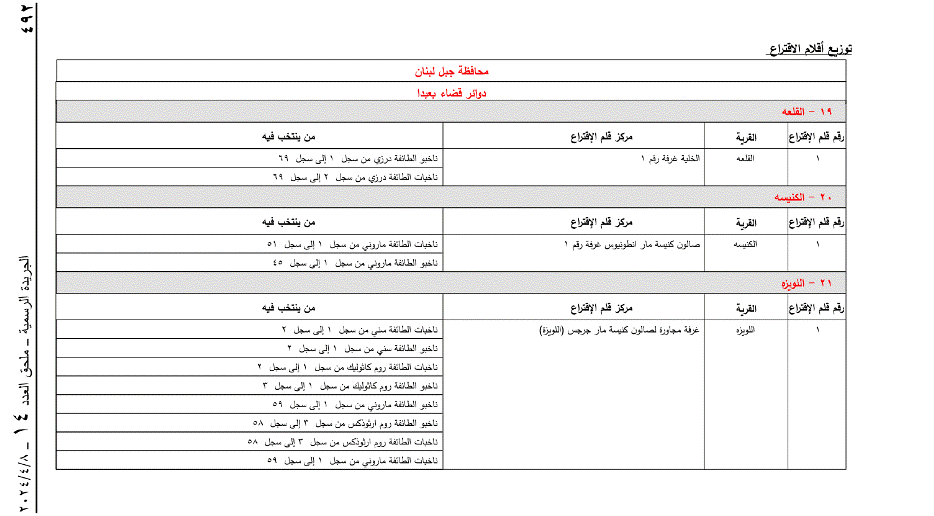 ٤٩٢
الجريدة الرسمية – ملحق العدد ١٤ – ٢٠٢٤/٤/٨
توزيع أقلام الاقتراع
محافظة جبل لبنان
دوائر قضاء بعبدا
١٩ - القلعه
رقم قلم الإقتراع القرية مركز قلم الإقتراع من ينتخب فيه
١ القلعه الخلية غرفة رقم ١ ناخبو الطائفة درزي من سجل ١ إلى سجل ٦٩
ناخبات الطائفة درزي من سجل ٢ إلى سجل ٦٩
٢٠ - الكنيسه
رقم قلم الإقتراع القرية مركز قلم الإقتراع من ينتخب فيه
١ الكنيسه صالون كنيسة مار انطونيوس غرفة رقم ١ ناخبات الطائفة ماروني من سجل ١ إلى سجل ٥١
ناخبو الطائفة ماروني من سجل ١ إلى سجل ٤٥
٢١ - اللويزه
رقم قلم الإقتراع القرية مركز قلم الإقتراع من ينتخب فيه
١ اللويزه غرفة مجاورة لصالون كنيسة مار جرجس (اللويزة) ناخبات الطائفة سني من سجل ١ إلى سجل ٢
ناخبو الطائفة سني من سجل ١ إلى سجل ٢
ناخبات الطائفة روم كاثوليك من سجل ١ إلى سجل ٢
ناخبو الطائفة روم كاثوليك من سجل ١ إلى سجل ٣
ناخبو الطائفة ماروني من سجل ١ إلى سجل ٥٩
ناخبو الطائفة روم ارثوذكس من سجل ٣ إلى سجل ٥٨
ناخبات الطائفة روم ارثوذكس من سجل ٣ إلى سجل ٥٨
ناخبات الطائفة ماروني من سجل ١ إلى سجل ٥٩